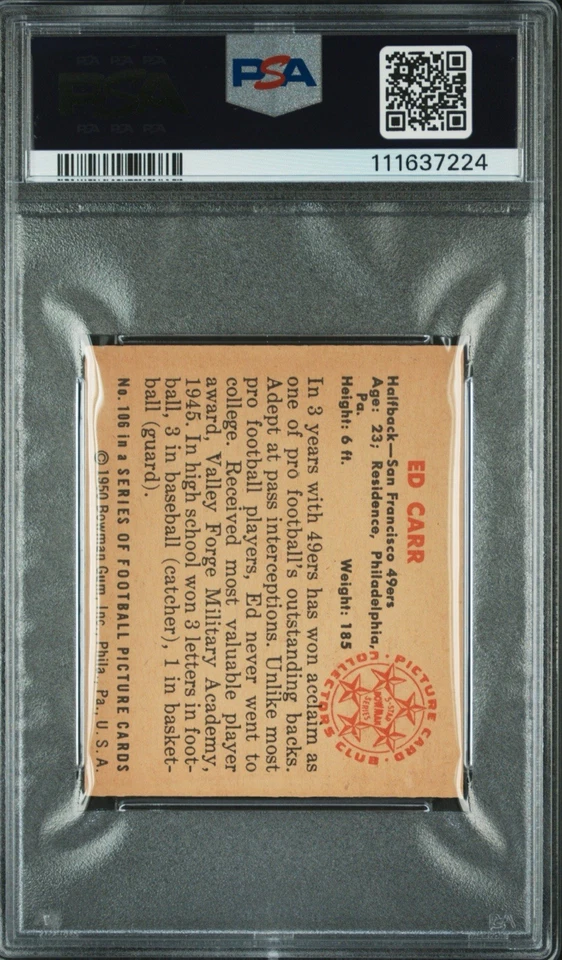 PSA
111637224
ED CARR
Halfback—San Francisco 49ers
Age: 23; Residence, Philadelphia,
Pa.
Height: 6 ft. Weight: 185
PICTURE CARD
COLLECTORS CLUB
5-STAR
BOWMAN
SERIES
In 3 years with 49ers has won acclaim as
one of pro football's outstanding backs.
Adept at pass interceptions. Unlike most
pro football players, Ed never went to
college. Received most valuable player
award, Valley Forge Military Academy,
1945. In high school won 3 letters in foot-
ball, 3 in baseball (catcher), 1 in basket-
ball (guard).
No. 106 in a SERIES OF FOOTBALL PICTURE CARDS
© 1950 Bowman Gum, Inc., Phila., Pa., U. S. A.